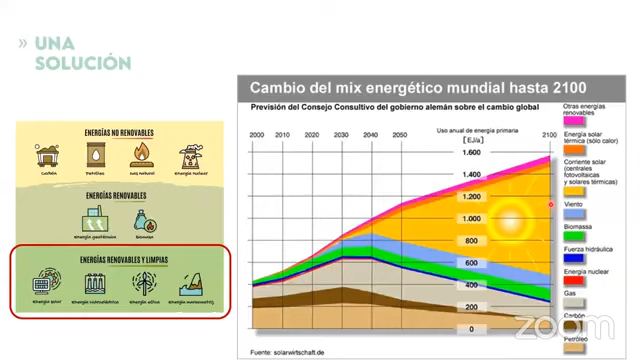 » UNA
SOLUCIÓN
ENERGÍAS NO RENOVABLES
Carbón
Petróleo
Gas natural
Energía nuclear
ENERGÍAS RENOVABLES
Energía geotérmica
Biomasa
ENERGÍAS RENOVABLES Y LIMPIAS
Energía solar
Energía hidroeléctrica
Energía eólica
Energía mareomotriz
Cambio del mix energético mundial hasta 2100
Previsión del Consejo Consultivo del gobierno alemán sobre el cambio global
2000 2010 2020 2030 2040 2050 2100
Uso anual de energía primaria
[EJ/a]
1.600
1.400
1.200
1.000
800
600
400
200
0
Otras energías
renovables
Energía solar
térmica (sólo calor)
Corriente solar
(centrales
fotovoltaicas
y solares térmicas)
Viento
Biomassa
Fuerza hidráulica
Energía nuclear
Gas
Carbón
Petróleo
Fuente: solarwirtschaft.de
zoom